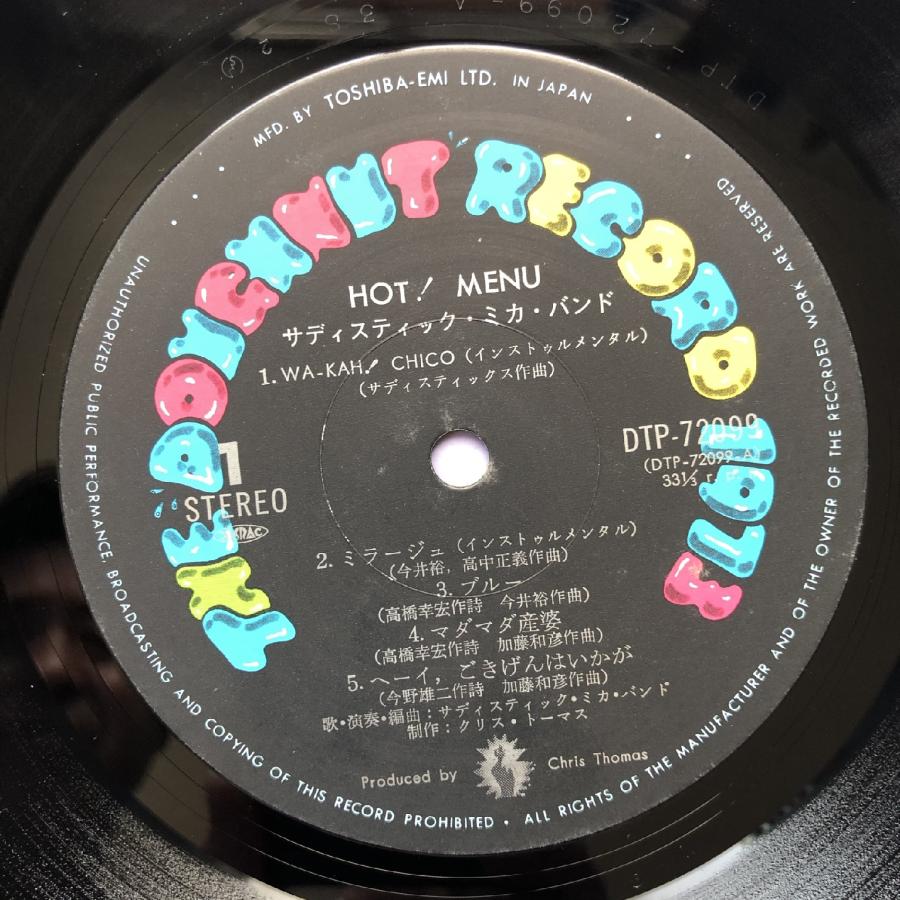 MFD. BY TOSHIBA-EMI LTD. IN JAPAN
HOT! MENU
サディスティック・ミカ・バンド
1. WA-KAH! CHICO (インストゥルメンタル)
(サディスティックス作曲)
1
STEREO
DTP-72099
(DTP-72099-A)
33⅓ r.
2. ミラージュ (インストゥルメンタル)
(今井裕, 高中正義作曲)
3. ブルー
(高橋幸宏作詩 今井裕作曲)
4. マダマダ産婆
(高橋幸宏作詩 加藤和彦作曲)
5. ヘーイ, ごきげんはいかが
(今野雄二作詩 加藤和彦作曲)
歌・演奏・編曲:サディスティック・ミカ・バンド
制作:クリス・トーマス
Produced by Chris Thomas
UNAUTHORIZED PUBLIC PERFORMANCE, BROADCASTING AND COPYING OF THIS RECORD PROHIBITED • ALL RIGHTS OF THE MANUFACTURER AND OF THE OWNER OF THE RECORDED WORK ARE RESERVED